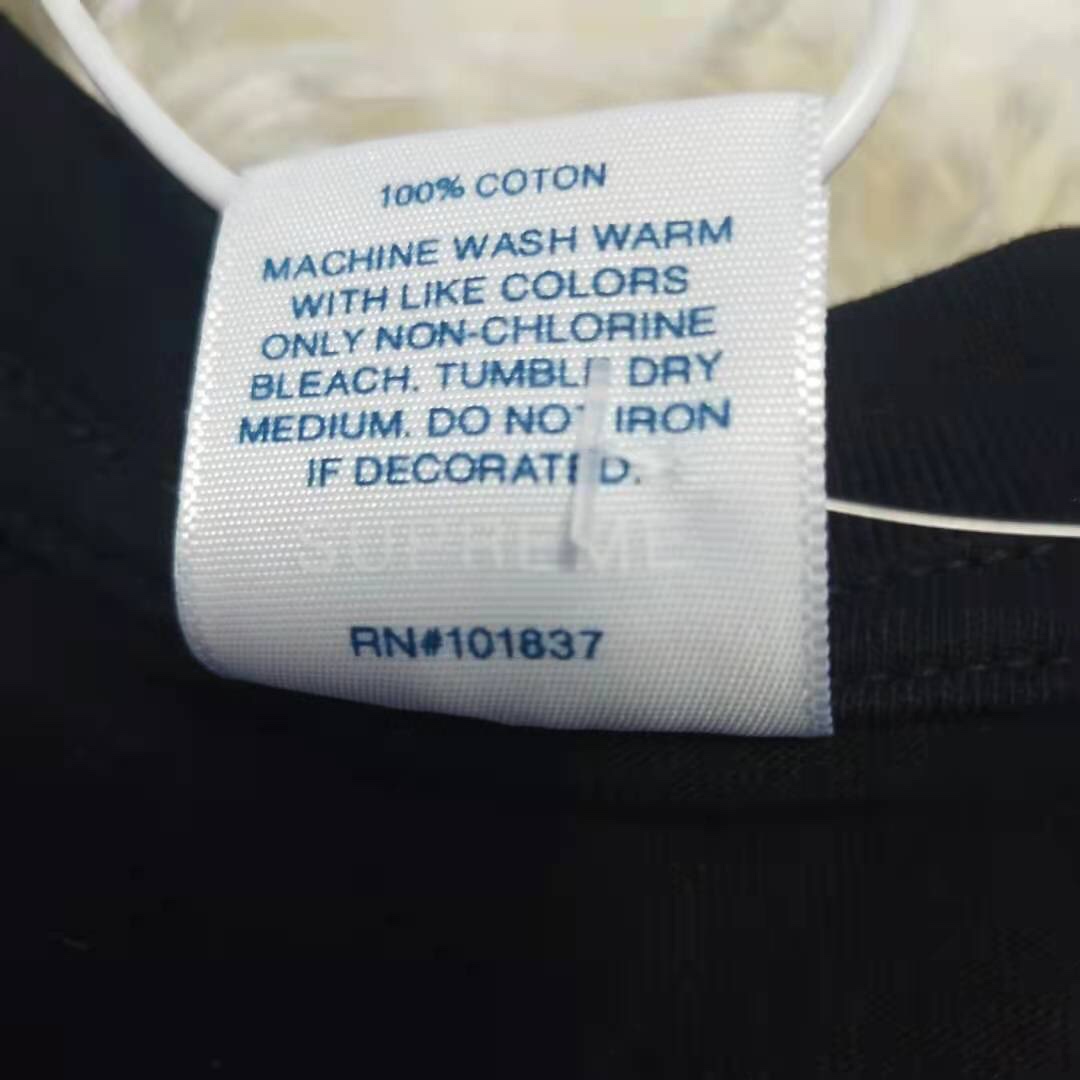 100% COTON
MACHINE WASH WARM
WITH LIKE COLORS
ONLY NON-CHLORINE
BLEACH. TUMBLE DRY
MEDIUM. DO NOT IRON
IF DECORATED.
SUPREME
RN#101837